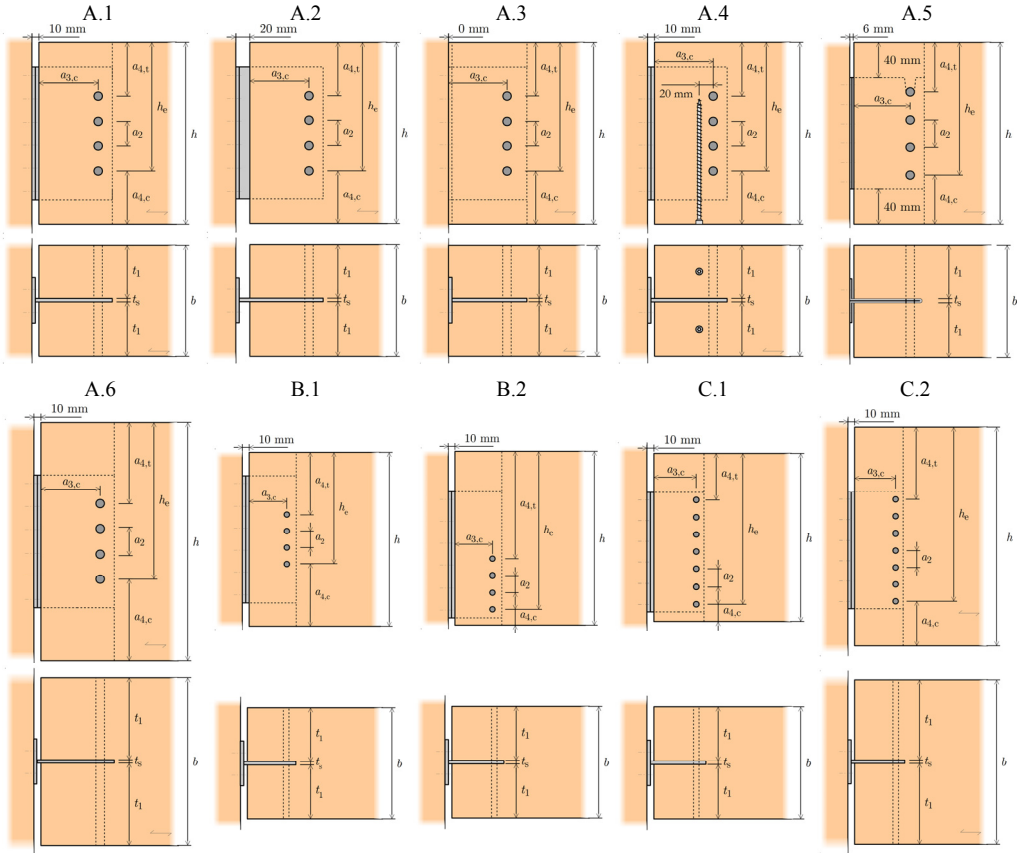 A.1 A.2 A.3 A.4 A.5
10 mm 20 mm 0 mm 10 mm 6 mm
a3,c a4,t he a2 h a4,c
a3,c a4,t he a2 h a4,c
a3,c a4,t he a2 h a4,c
a3,c a4,t 20 mm he a2 h a4,c
40 mm a4,t a3,c he a2 h a4,c 40 mm
t1 ts t1 b
t1 ts t1 b
t1 ts t1 b
t1 ts t1 b
t1 ts t1 b
A.6 B.1 B.2 C.1 C.2
10 mm 10 mm 10 mm 10 mm 10 mm
a4,t a3,c he a2 h a4,c
a4,t a3,c a2 he h a4,c
a4,t he a3,c a2 h a4,c
a4,t a3,c he a2 h a4,c
a4,t a3,c he a2 h a4,c
t1 ts t1 b
t1 ts t1 b
t1 ts t1 b
t1 ts t1 b
t1 ts t1 b